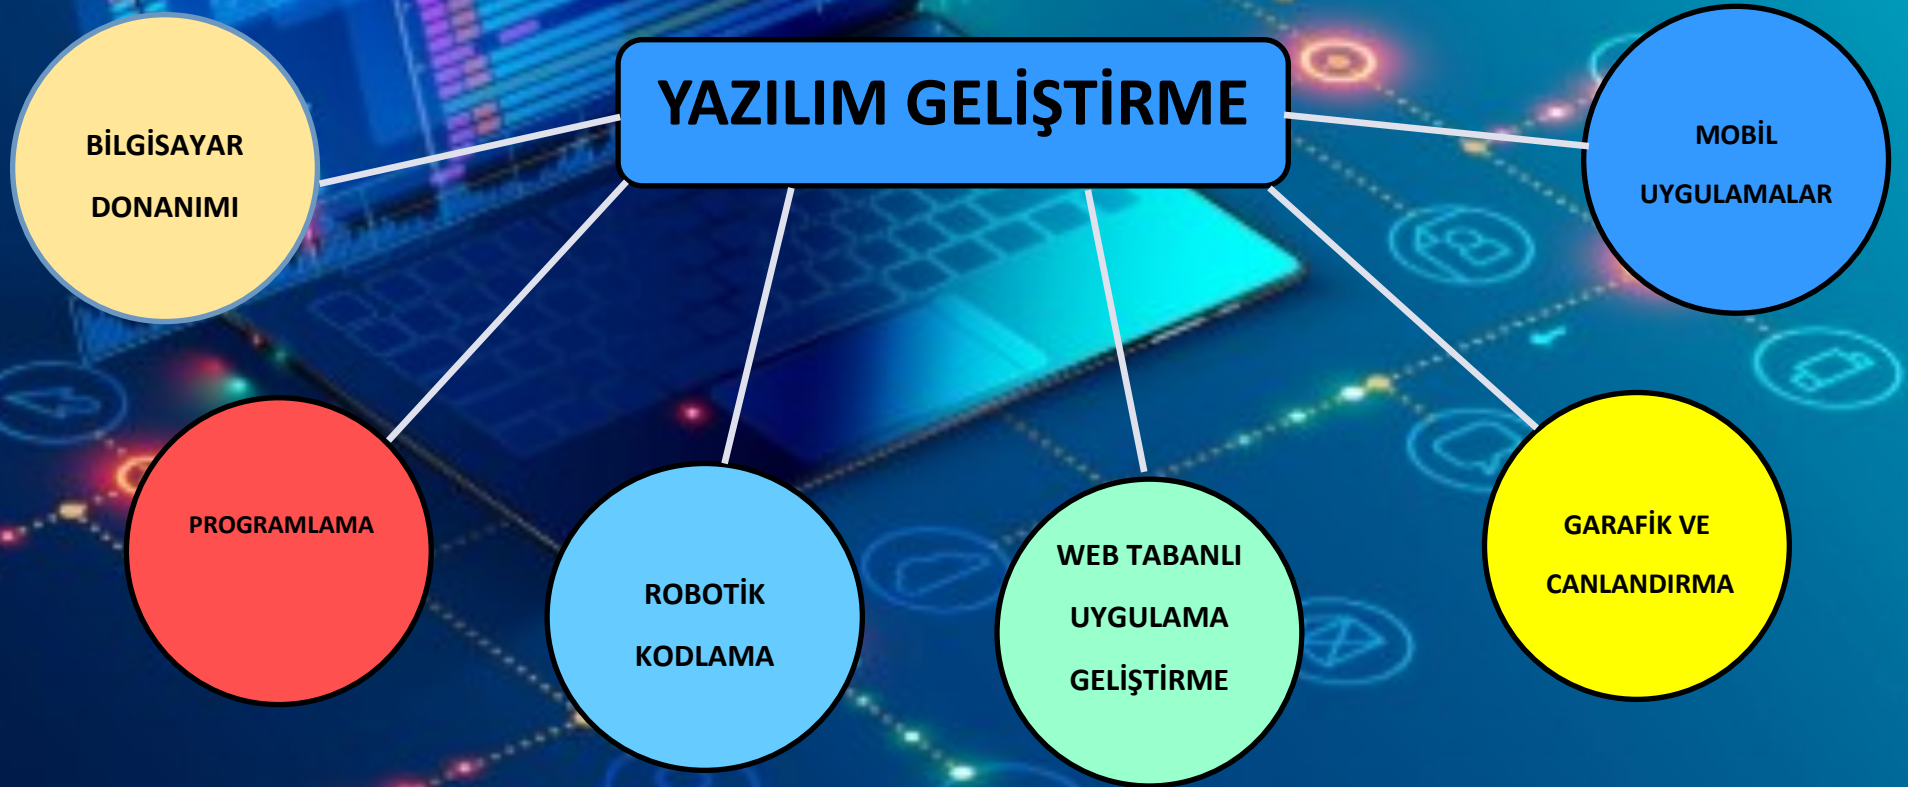 YAZILIM GELİŞTİRME
BİLGİSAYAR
DONANIMI
PROGRAMLAMA
ROBOTİK
KODLAMA
WEB TABANLI
UYGULAMA
GELİŞTİRME
GARAFİK VE
CANLANDIRMA
MOBİL
UYGULAMALAR